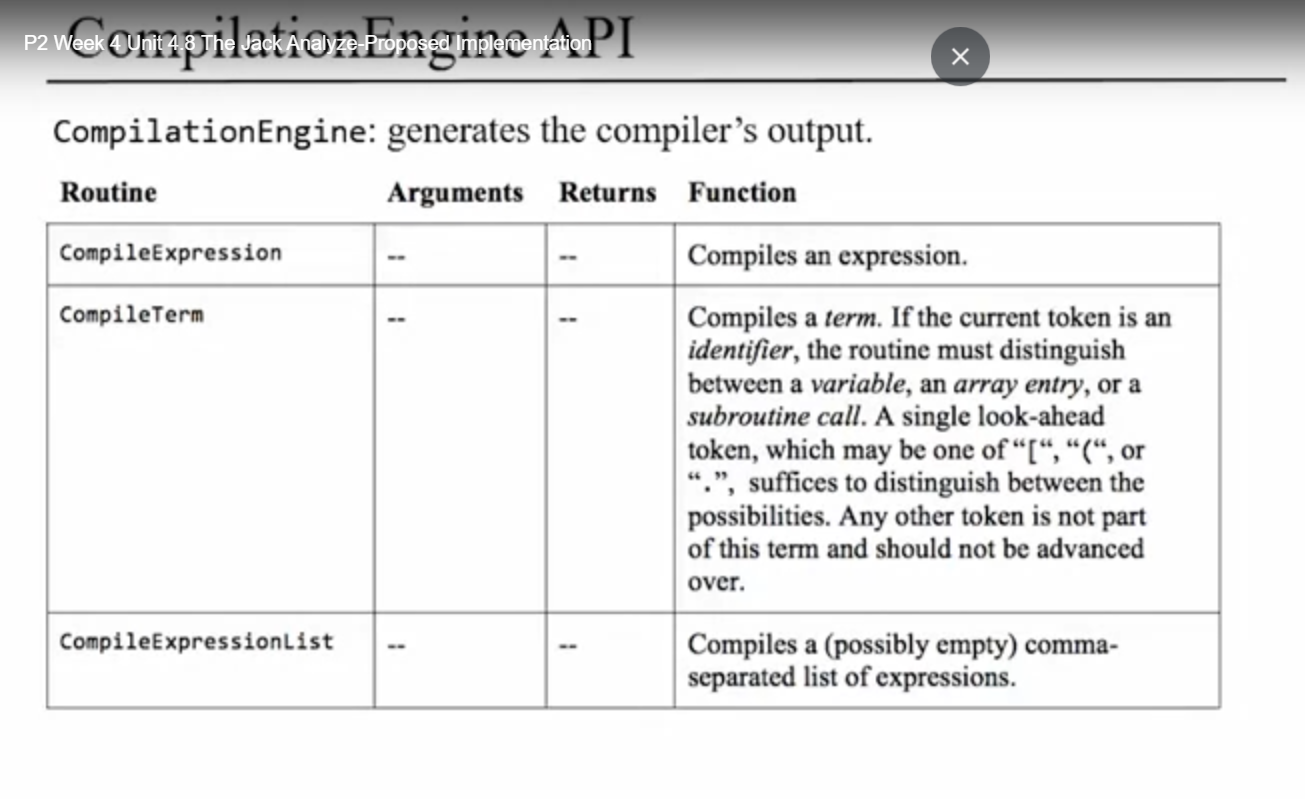 CompilationEngine API
P2 Week 4 Unit 4.8 The Jack Analyze-Proposed Implementation
CompilationEngine: generates the compiler’s output.
Routine Arguments Returns Function
CompileExpression -- -- Compiles an expression.
CompileTerm -- -- Compiles a term. If the current token is an
identifier, the routine must distinguish
between a variable, an array entry, or a
subroutine call. A single look-ahead
token, which may be one of “[“, “(“, or
“.”, suffices to distinguish between the
possibilities. Any other token is not part
of this term and should not be advanced
over.
CompileExpressionList -- -- Compiles a (possibly empty) comma-
separated list of expressions.